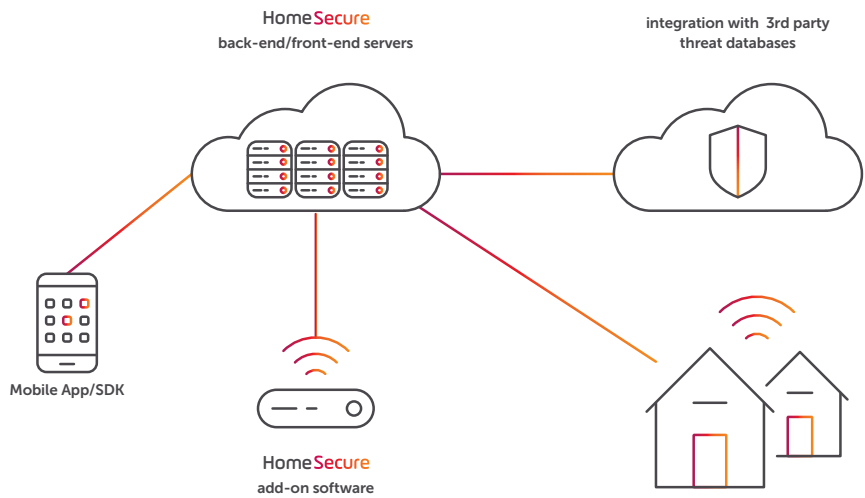 HomeSecure
back-end/front-end servers
integration with 3rd party
threat databases
Mobile App/SDK
HomeSecure
add-on software